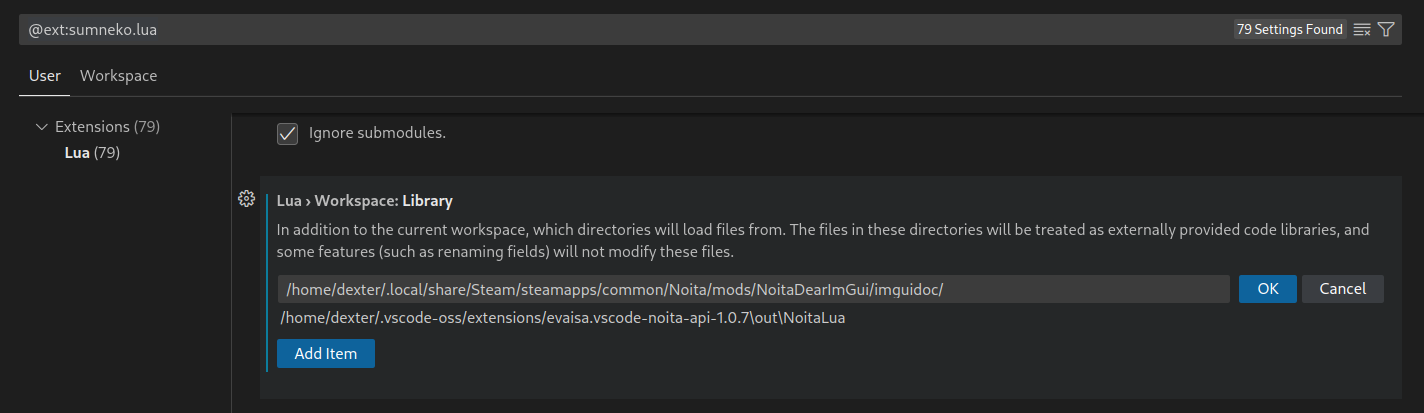 @ext:sumneko.lua
79 Settings Found
User Workspace
Extensions (79)
Lua (79)
Ignore submodules.
Lua › Workspace: Library
In addition to the current workspace, which directories will load files from. The files in these directories will be treated as externally provided code libraries, and
some features (such as renaming fields) will not modify these files.
/home/dexter/.local/share/Steam/steamapps/common/Noita/mods/NoitaDearImGui/imguidoc/
OK Cancel
/home/dexter/.vscode-oss/extensions/evaisa.vscode-noita-api-1.0.7\out\NoitaLua
Add Item